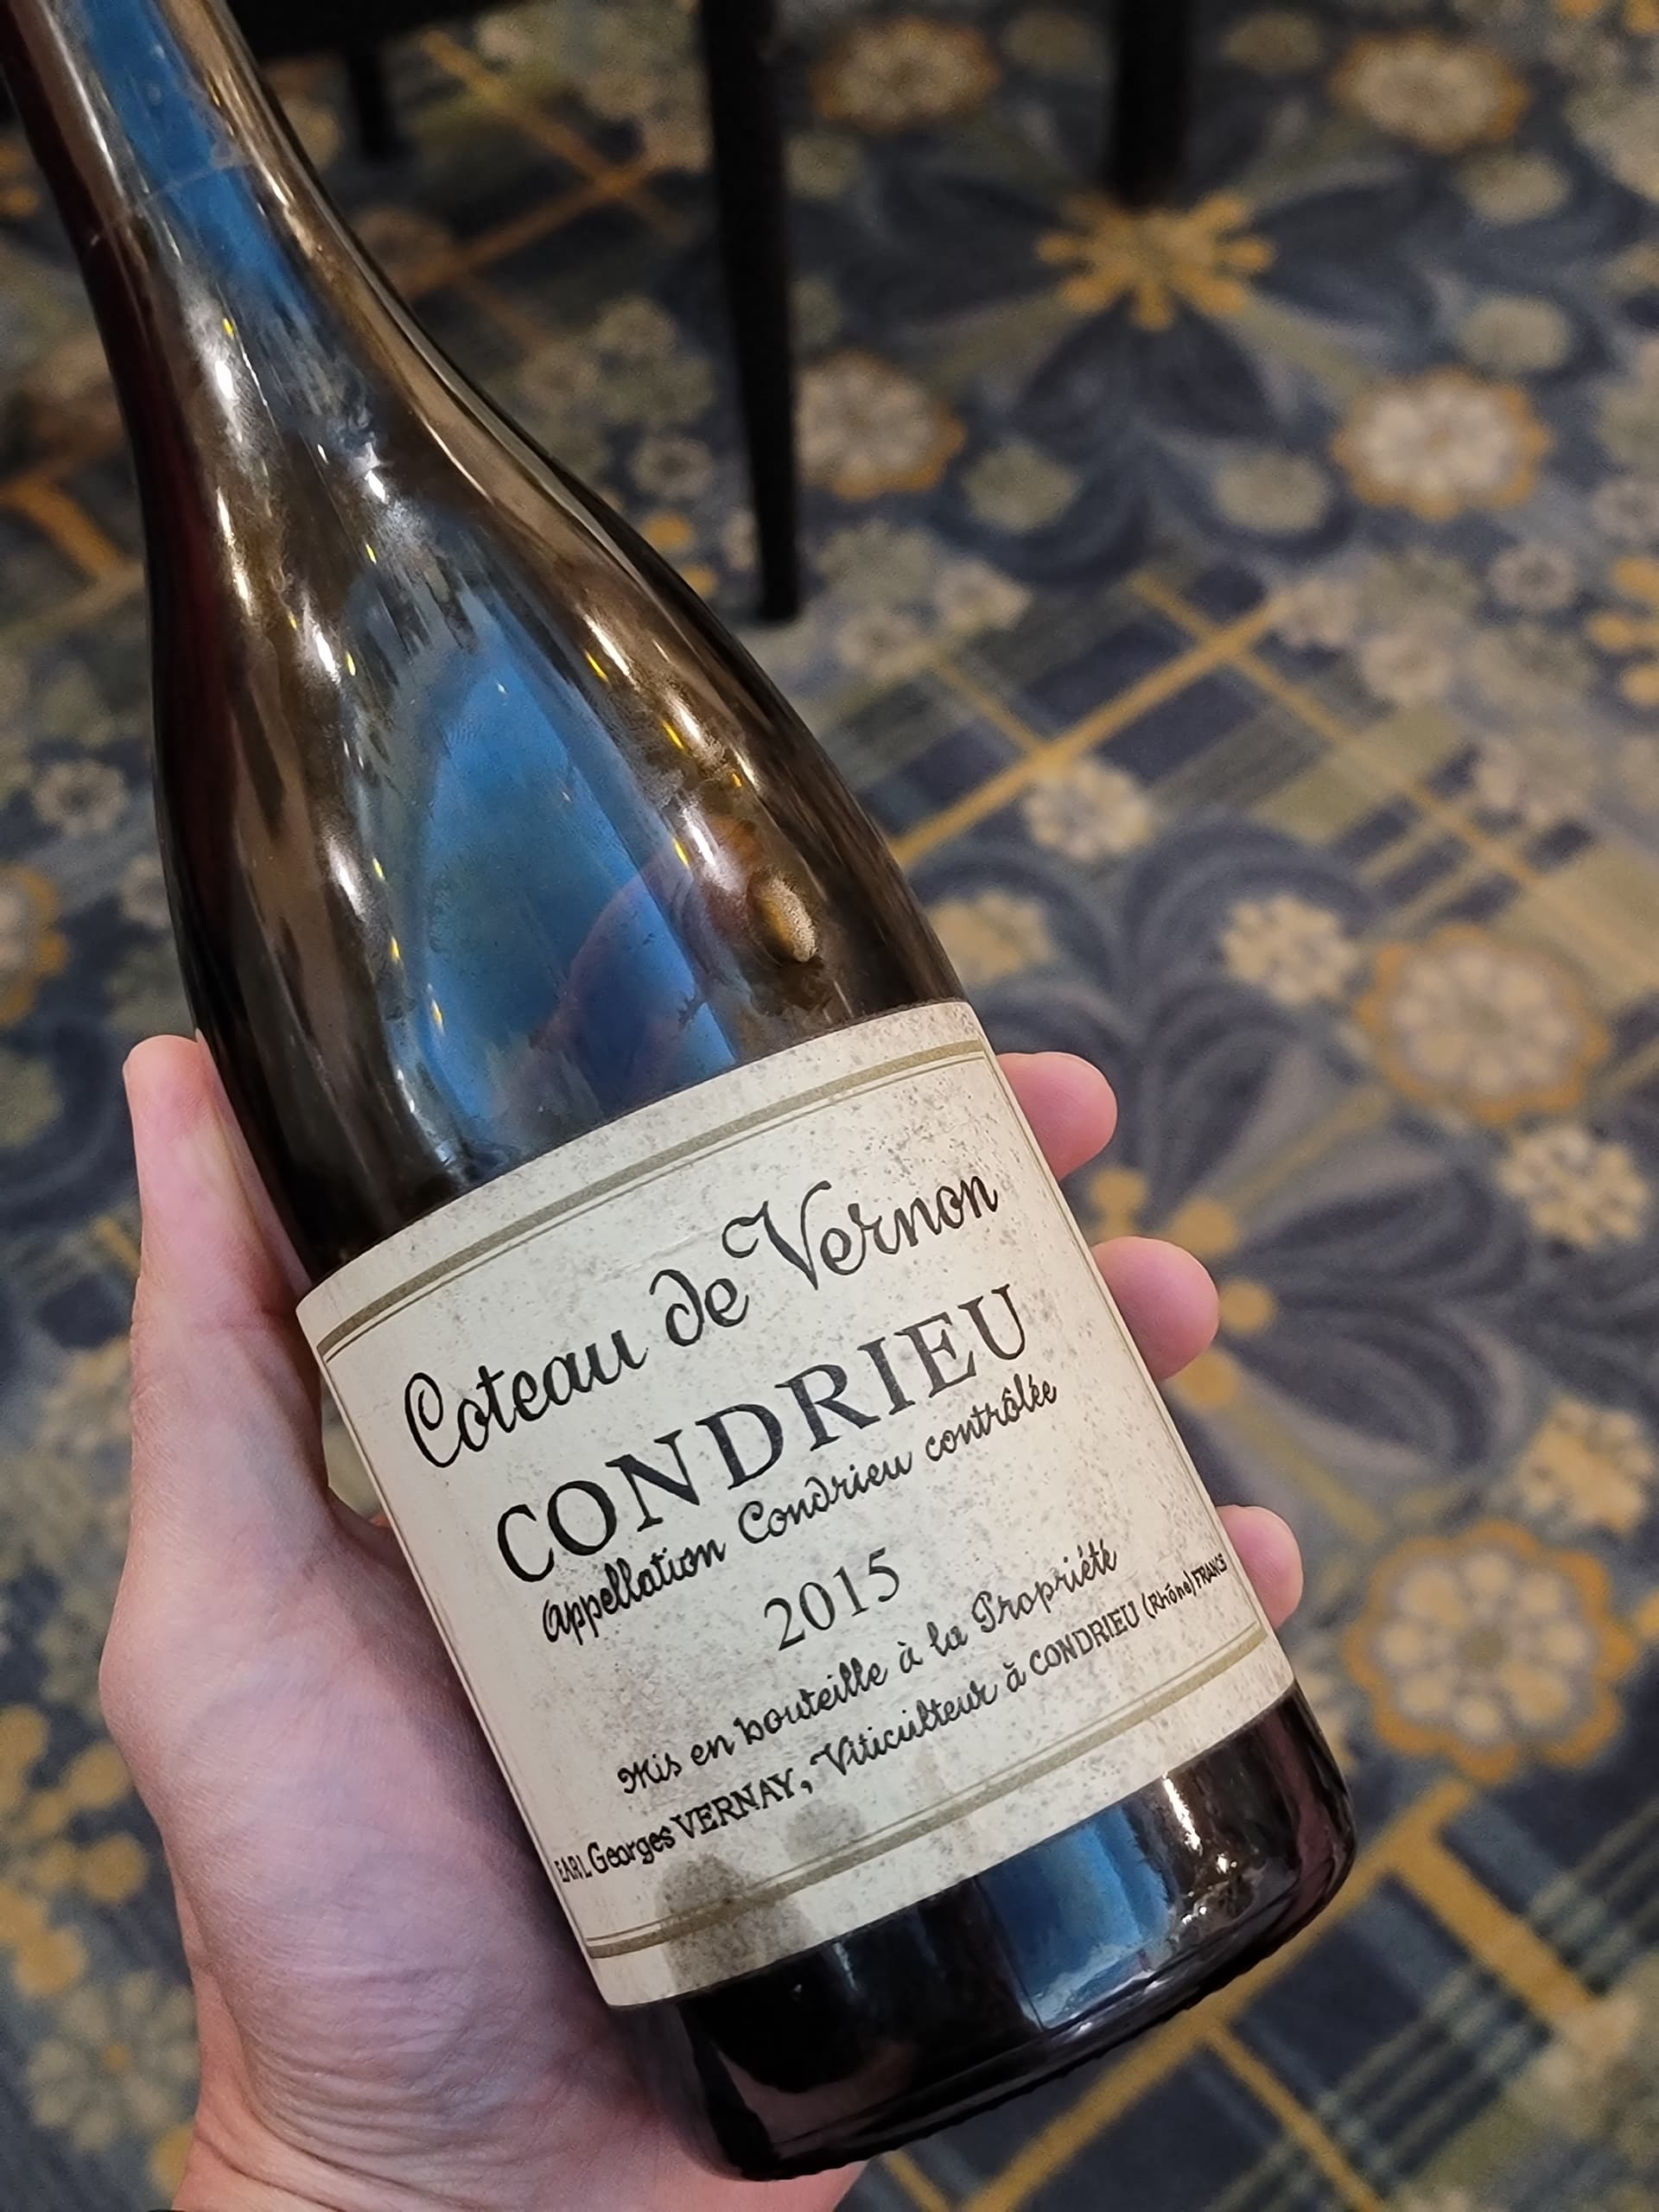 Coteau de Vernon
CONDRIEU
Appellation Condrieu contrôlée
2015
Mis en bouteille à la Propriété
EARL Georges VERNAY, Viticulteur à CONDRIEU (Rhône) FRANCE